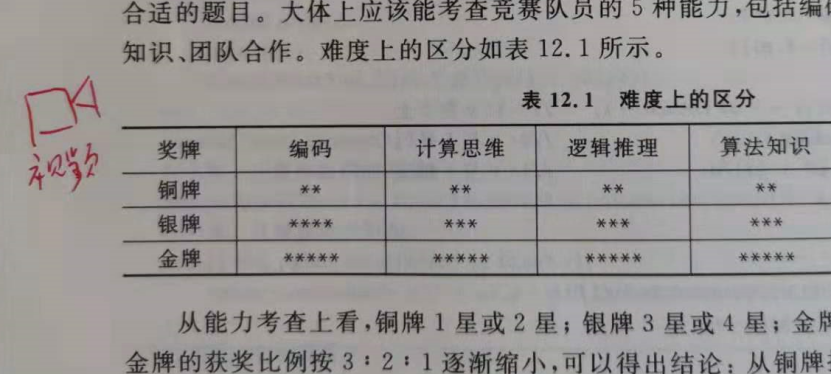 合适的题目。大体上应该能考查竞赛队员的5种能力,包括编码
知识、团队合作。难度上的区分如表12.1所示。
视频
表 12.1 难度上的区分
奖牌 编码 计算思维 逻辑推理 算法知识
铜牌 ** ** ** **
银牌 **** *** *** ***
金牌 ***** ***** ***** *****
从能力考查上看,铜牌1星或2星;银牌3星或4星;金牌
金牌的获奖比例按3:2:1逐渐缩小,可以得出结论:从铜牌